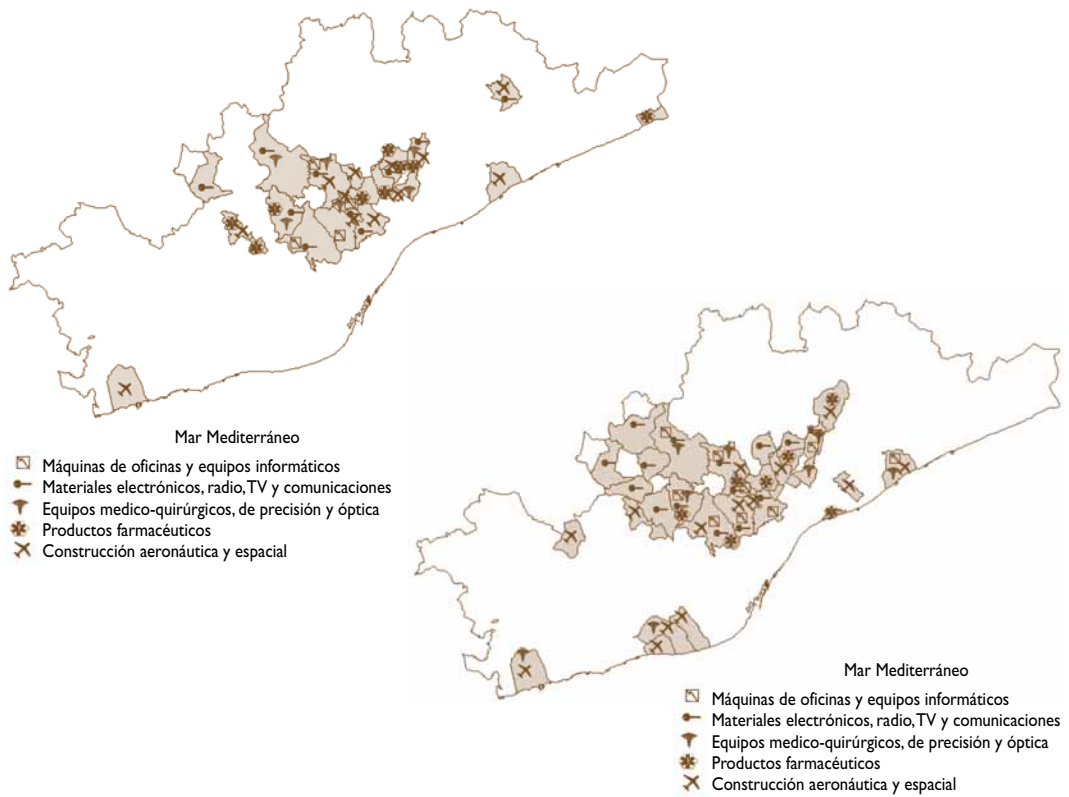 Mar Mediterráneo
Máquinas de oficinas y equipos informáticos
Materiales electrónicos, radio, TV y comunicaciones
Equipos medico-quirúrgicos, de precisión y óptica
Productos farmacéuticos
Construcción aeronáutica y espacial
Mar Mediterráneo
Máquinas de oficinas y equipos informáticos
Materiales electrónicos, radio, TV y comunicaciones
Equipos medico-quirúrgicos, de precisión y óptica
Productos farmacéuticos
Construcción aeronáutica y espacial